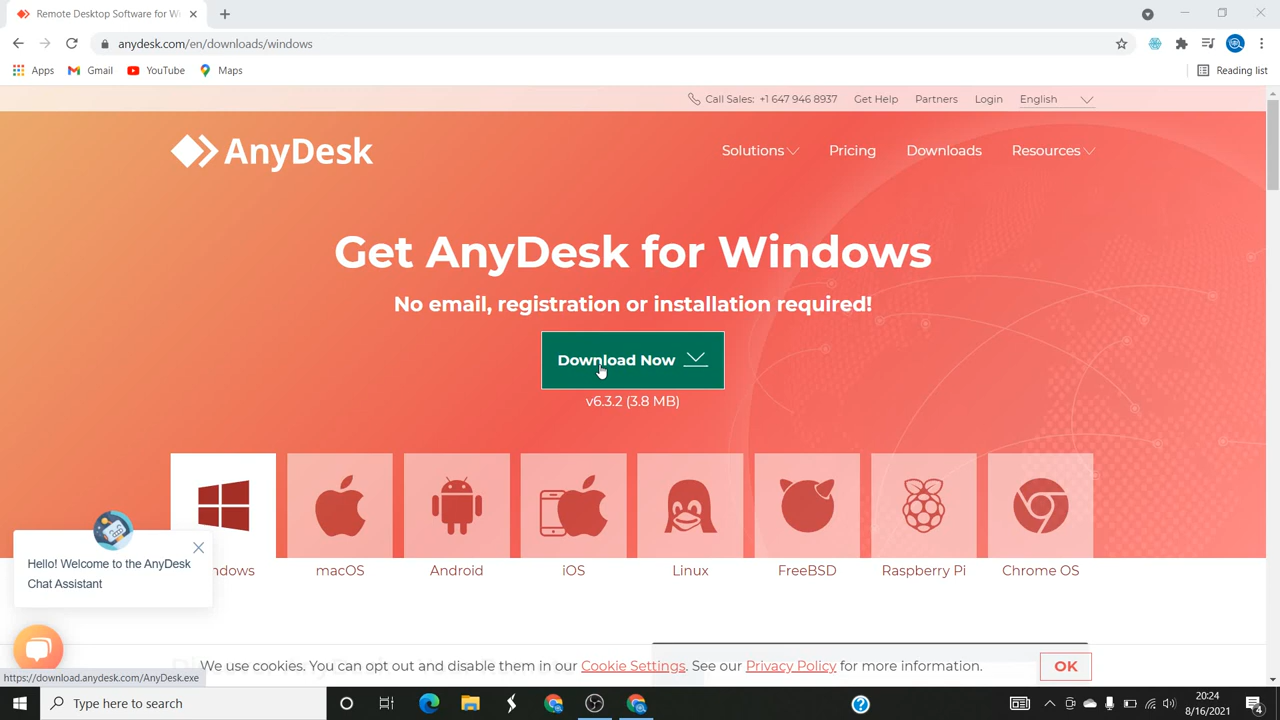 Remote Desktop Software for Wi
anydesk.com/en/downloads/windows
Apps Gmail YouTube Maps Reading list
Call Sales: +1 647 946 8937 Get Help Partners Login English
AnyDesk
Solutions Pricing Downloads Resources
Get AnyDesk for Windows
No email, registration or installation required!
Download Now
v6.3.2 (3.8 MB)
Hello! Welcome to the AnyDesk
Chat Assistant
ndows macOS Android iOS Linux FreeBSD Raspberry Pi Chrome OS
We use cookies. You can opt out and disable them in our Cookie Settings. See our Privacy Policy for more information.
OK
https://download.anydesk.com/AnyDesk.exe
Type here to search
20:24
8/16/2021
4